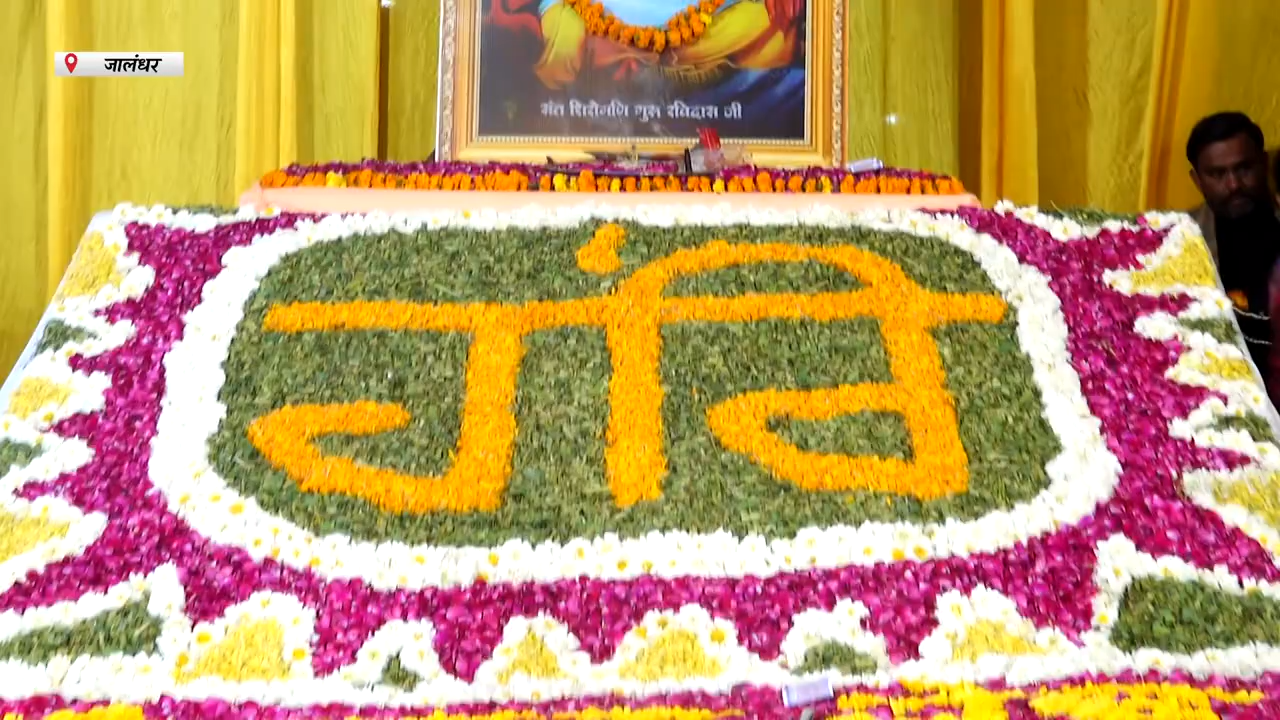 जालंधर
संत शिरोमणि गुरु रविदास जी